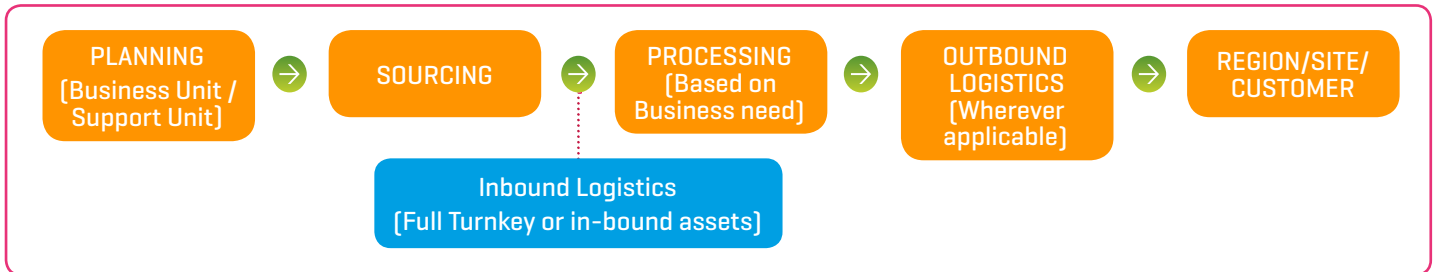 PLANNING
(Business Unit /
Support Unit)
SOURCING
PROCESSING
(Based on
Business need)
OUTBOUND
LOGISTICS
(Wherever
applicable)
REGION/SITE/
CUSTOMER
Inbound Logistics
(Full Turnkey or in-bound assets)